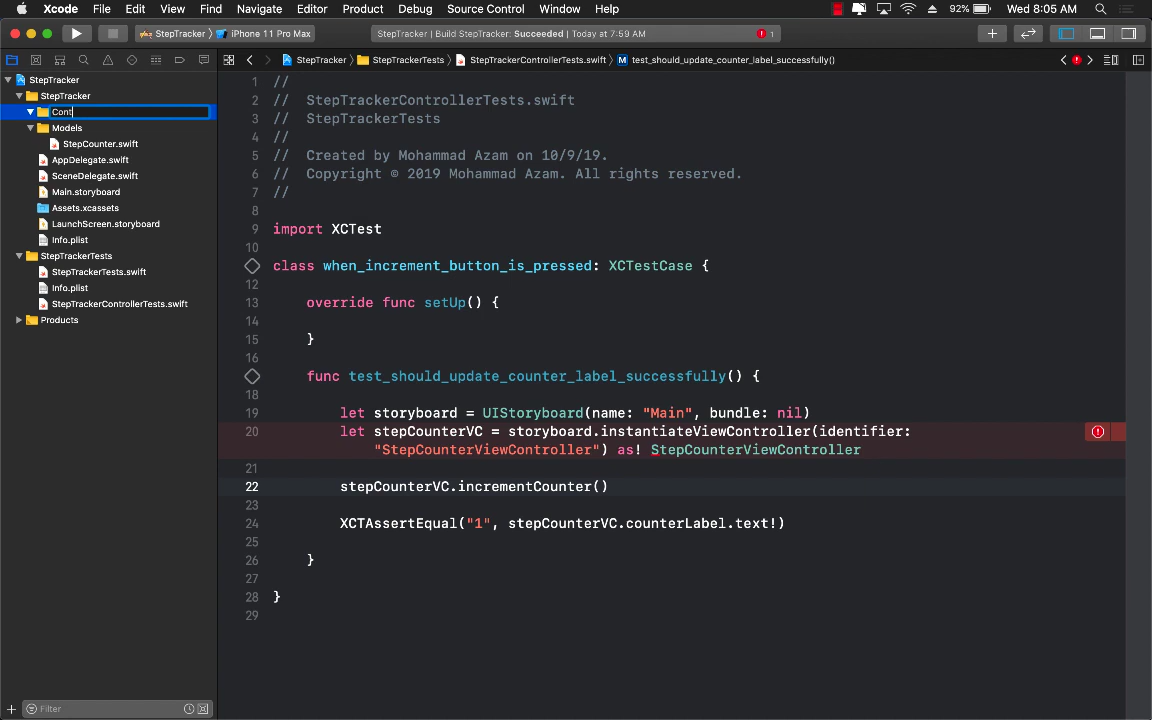 Xcode File Edit View Find Navigate Editor Product Debug Source Control Window Help 92% Wed 8:05 AM
StepTracker iPhone 11 Pro Max StepTracker | Build StepTracker: Succeeded | Today at 7:59 AM 1
StepTracker StepTrackerTests StepTrackerControllerTests.swift M test_should_update_counter_label_successfully()
StepTracker
StepTracker
Cont
Models
StepCounter.swift
AppDelegate.swift
SceneDelegate.swift
Main.storyboard
Assets.xcassets
LaunchScreen.storyboard
Info.plist
StepTrackerTests
StepTrackerTests.swift
Info.plist
StepTrackerControllerTests.swift
Products
Filter
1 //
2 // StepTrackerControllerTests.swift
3 // StepTrackerTests
4 //
5 // Created by Mohammad Azam on 10/9/19.
6 // Copyright © 2019 Mohammad Azam. All rights reserved.
7 //
8
9 import XCTest
10
11 class when_increment_button_is_pressed: XCTestCase {
12
13 override func setUp() {
14
15 }
16
17 func test_should_update_counter_label_successfully() {
18
19 let storyboard = UIStoryboard(name: "Main", bundle: nil)
20 let stepCounterVC = storyboard.instantiateViewController(identifier:
"StepCounterViewController") as! StepCounterViewController
21
22 stepCounterVC.incrementCounter()
23
24 XCTAssertEqual("1", stepCounterVC.counterLabel.text!)
25
26 }
27
28 }
29